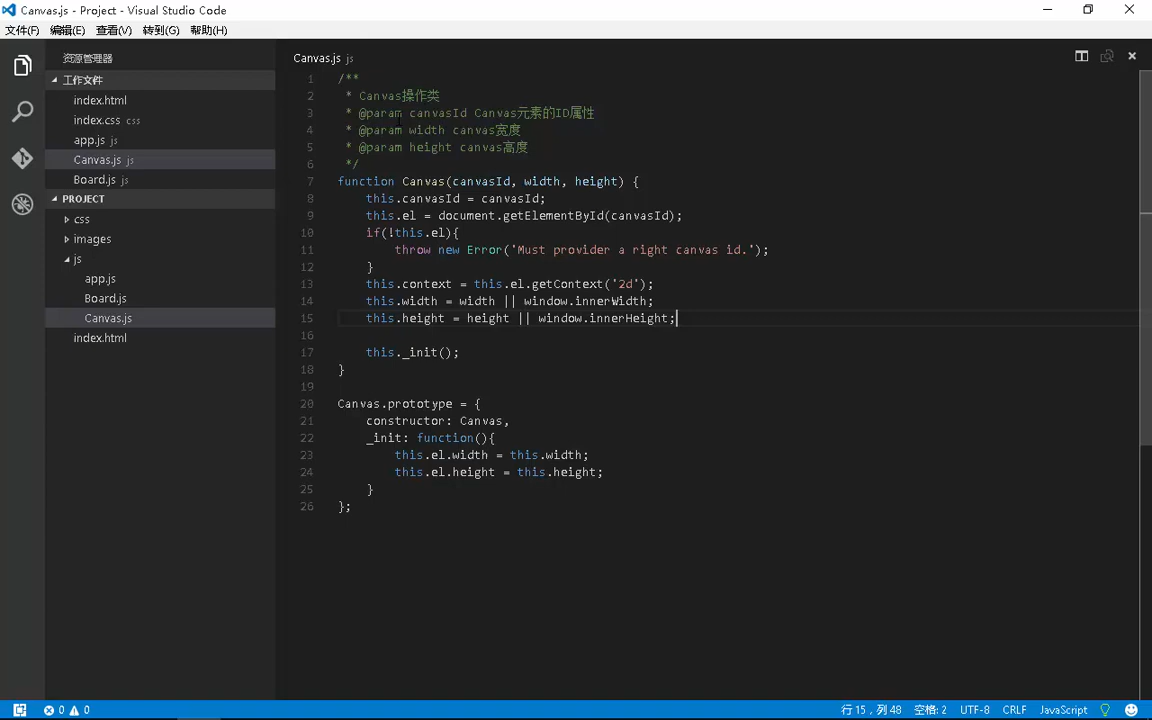 Canvas.js - Project - Visual Studio Code
文件(F) 编辑(E) 查看(V) 转到(G) 帮助(H)
资源管理器
工作文件
index.html
index.css css
app.js js
Canvas.js js
Board.js js
PROJECT
css
images
js
app.js
Board.js
Canvas.js
index.html
Canvas.js js
1 /**
2  * Canvas操作类
3  * @param canvasId Canvas元素的ID属性
4  * @param width canvas宽度
5  * @param height canvas高度
6  */
7 function Canvas(canvasId, width, height) {
8     this.canvasId = canvasId;
9     this.el = document.getElementById(canvasId);
10     if(!this.el){
11         throw new Error('Must provider a right canvas id.');
12     }
13     this.context = this.el.getContext('2d');
14     this.width = width || window.innerWidth;
15     this.height = height || window.innerHeight;
16
17     this._init();
18 }
19
20 Canvas.prototype = {
21     constructor: Canvas,
22     _init: function(){
23         this.el.width = this.width;
24         this.el.height = this.height;
25     }
26 };
0 0 行 15，列 48 空格: 2 UTF-8 CRLF JavaScript